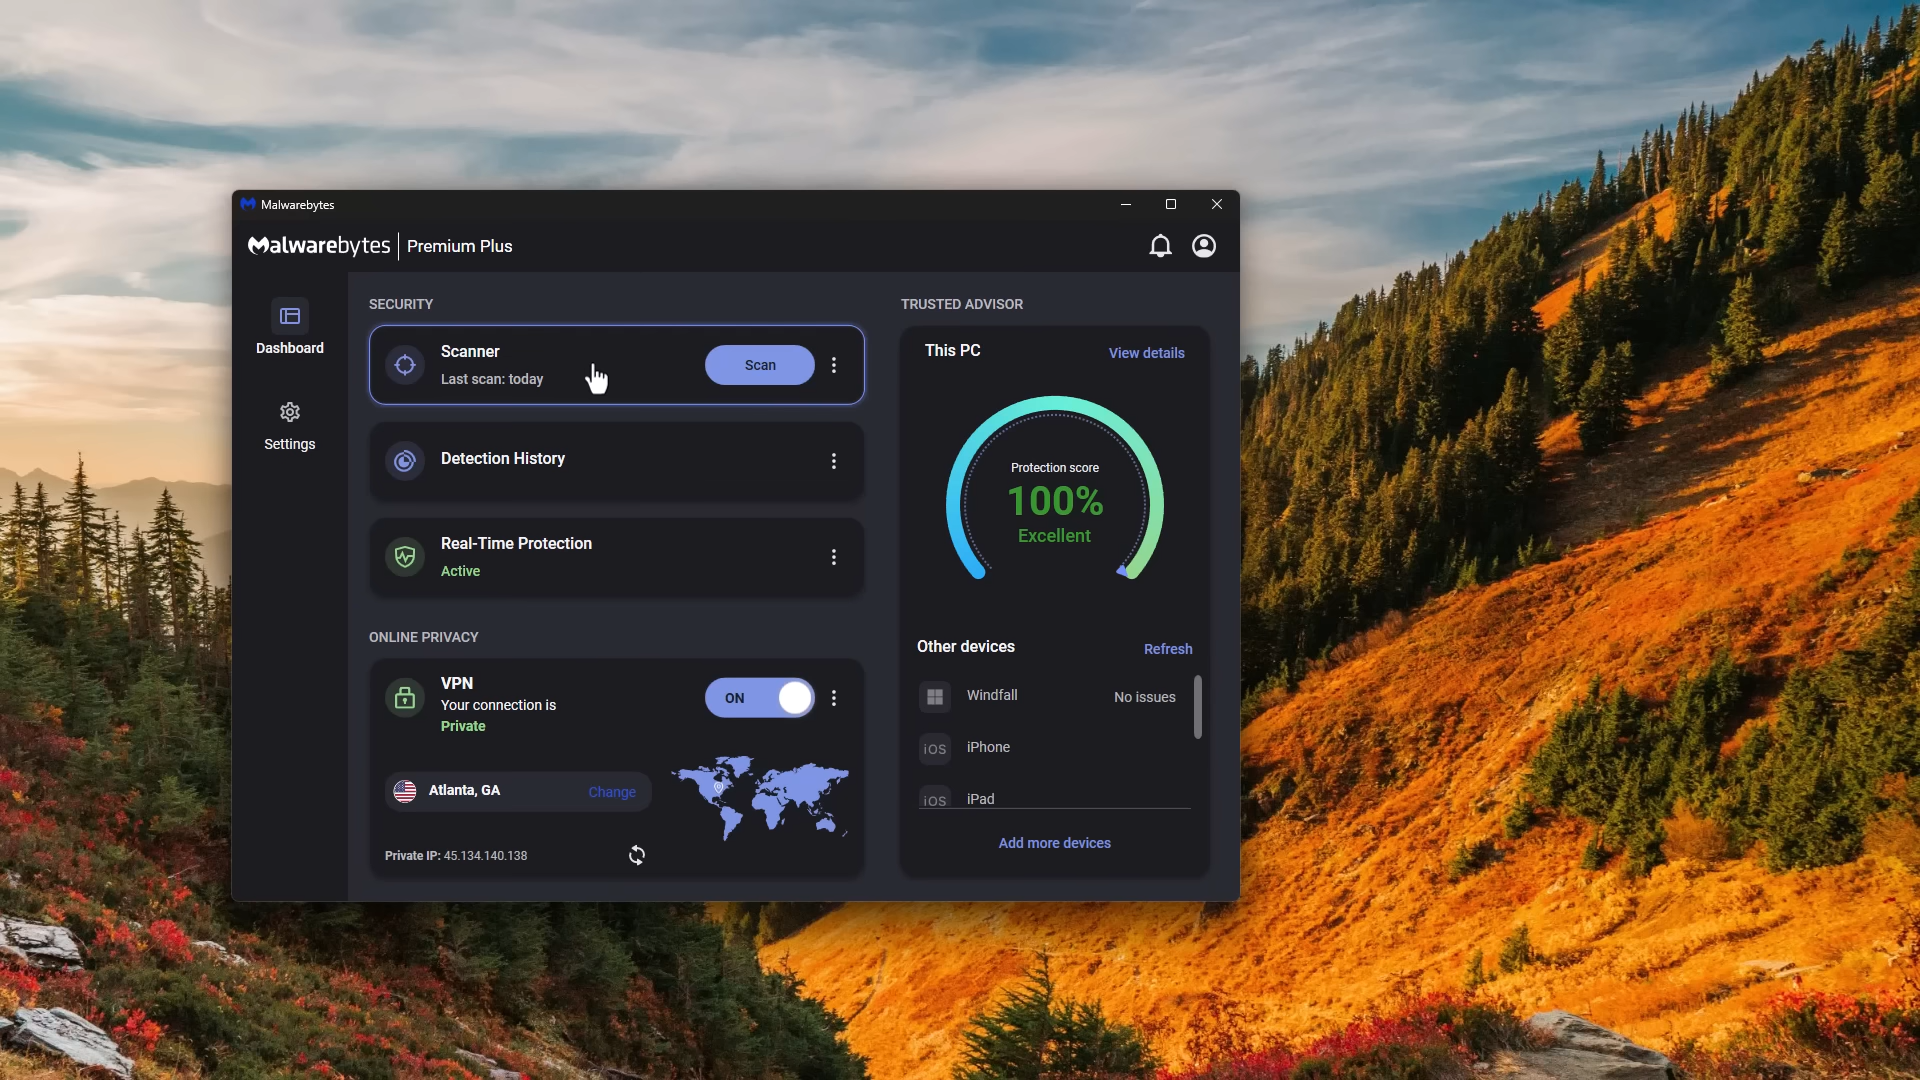 Malwarebytes
Malwarebytes | Premium Plus
Dashboard
Settings
SECURITY
Scanner
Last scan: today
Scan
Detection History
Real-Time Protection
Active
ONLINE PRIVACY
VPN
Your connection is
Private
ON
Atlanta, GA
Change
Private IP: 45.134.140.138
TRUSTED ADVISOR
This PC
View details
Protection score
100%
Excellent
Other devices
Refresh
Windfall
No issues
iOS
iPhone
iOS
iPad
Add more devices